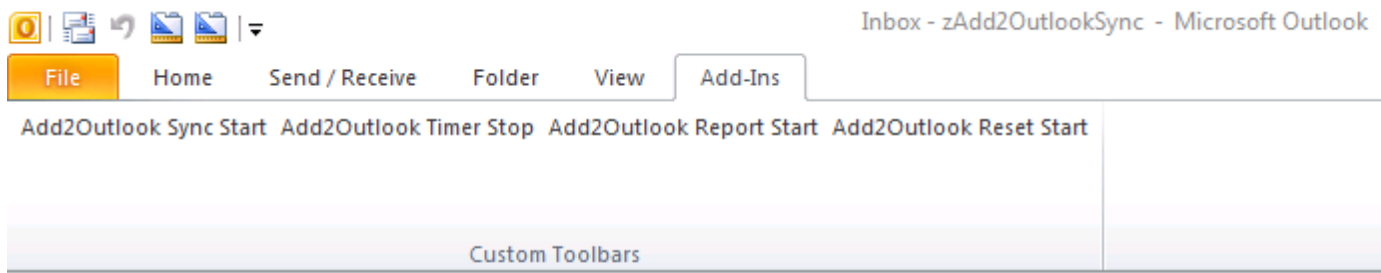 Inbox - zAdd2OutlookSync - Microsoft Outlook
File Home Send / Receive Folder View Add-Ins
Add2Outlook Sync Start Add2Outlook Timer Stop Add2Outlook Report Start Add2Outlook Reset Start
Custom Toolbars